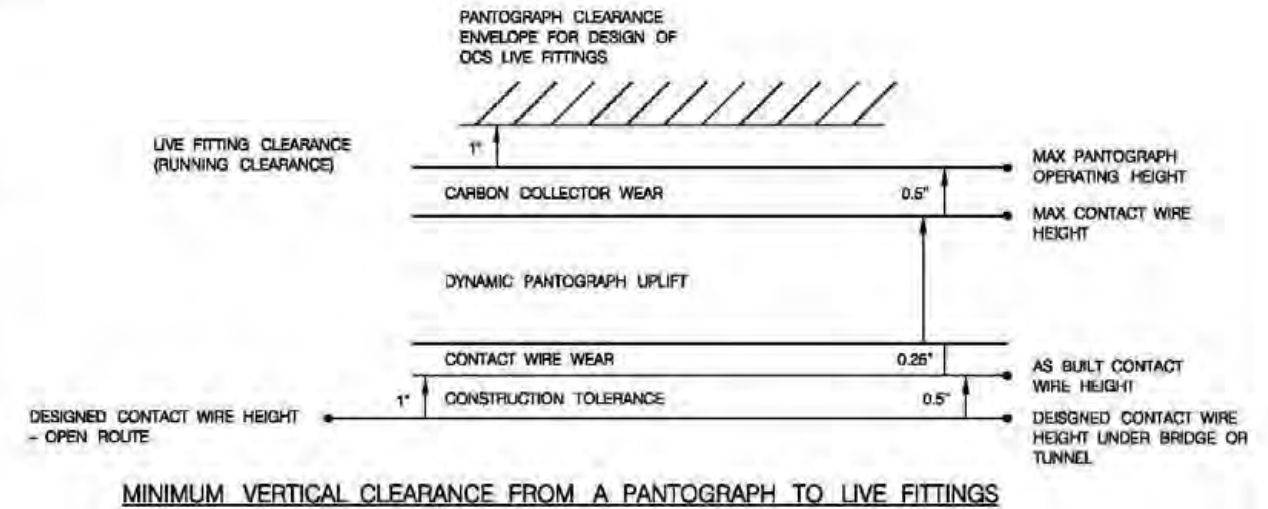 PANTOGRAPH CLEARANCE
ENVELOPE FOR DESIGN OF
OCS LIVE FITTINGS
LIVE FITTING CLEARANCE
(RUNNING CLEARANCE)
1"
MAX PANTOGRAPH
OPERATING HEIGHT
CARBON COLLECTOR WEAR
0.5"
MAX CONTACT WIRE
HEIGHT
DYNAMIC PANTOGRAPH UPLIFT
CONTACT WIRE WEAR
0.25"
AS BUILT CONTACT
WIRE HEIGHT
1"
CONSTRUCTION TOLERANCE
0.5"
DESIGNED CONTACT WIRE HEIGHT
- OPEN ROUTE
DEISGNED CONTACT WIRE
HEIGHT UNDER BRIDGE OR
TUNNEL
MINIMUM VERTICAL CLEARANCE FROM A PANTOGRAPH TO LIVE FITTINGS